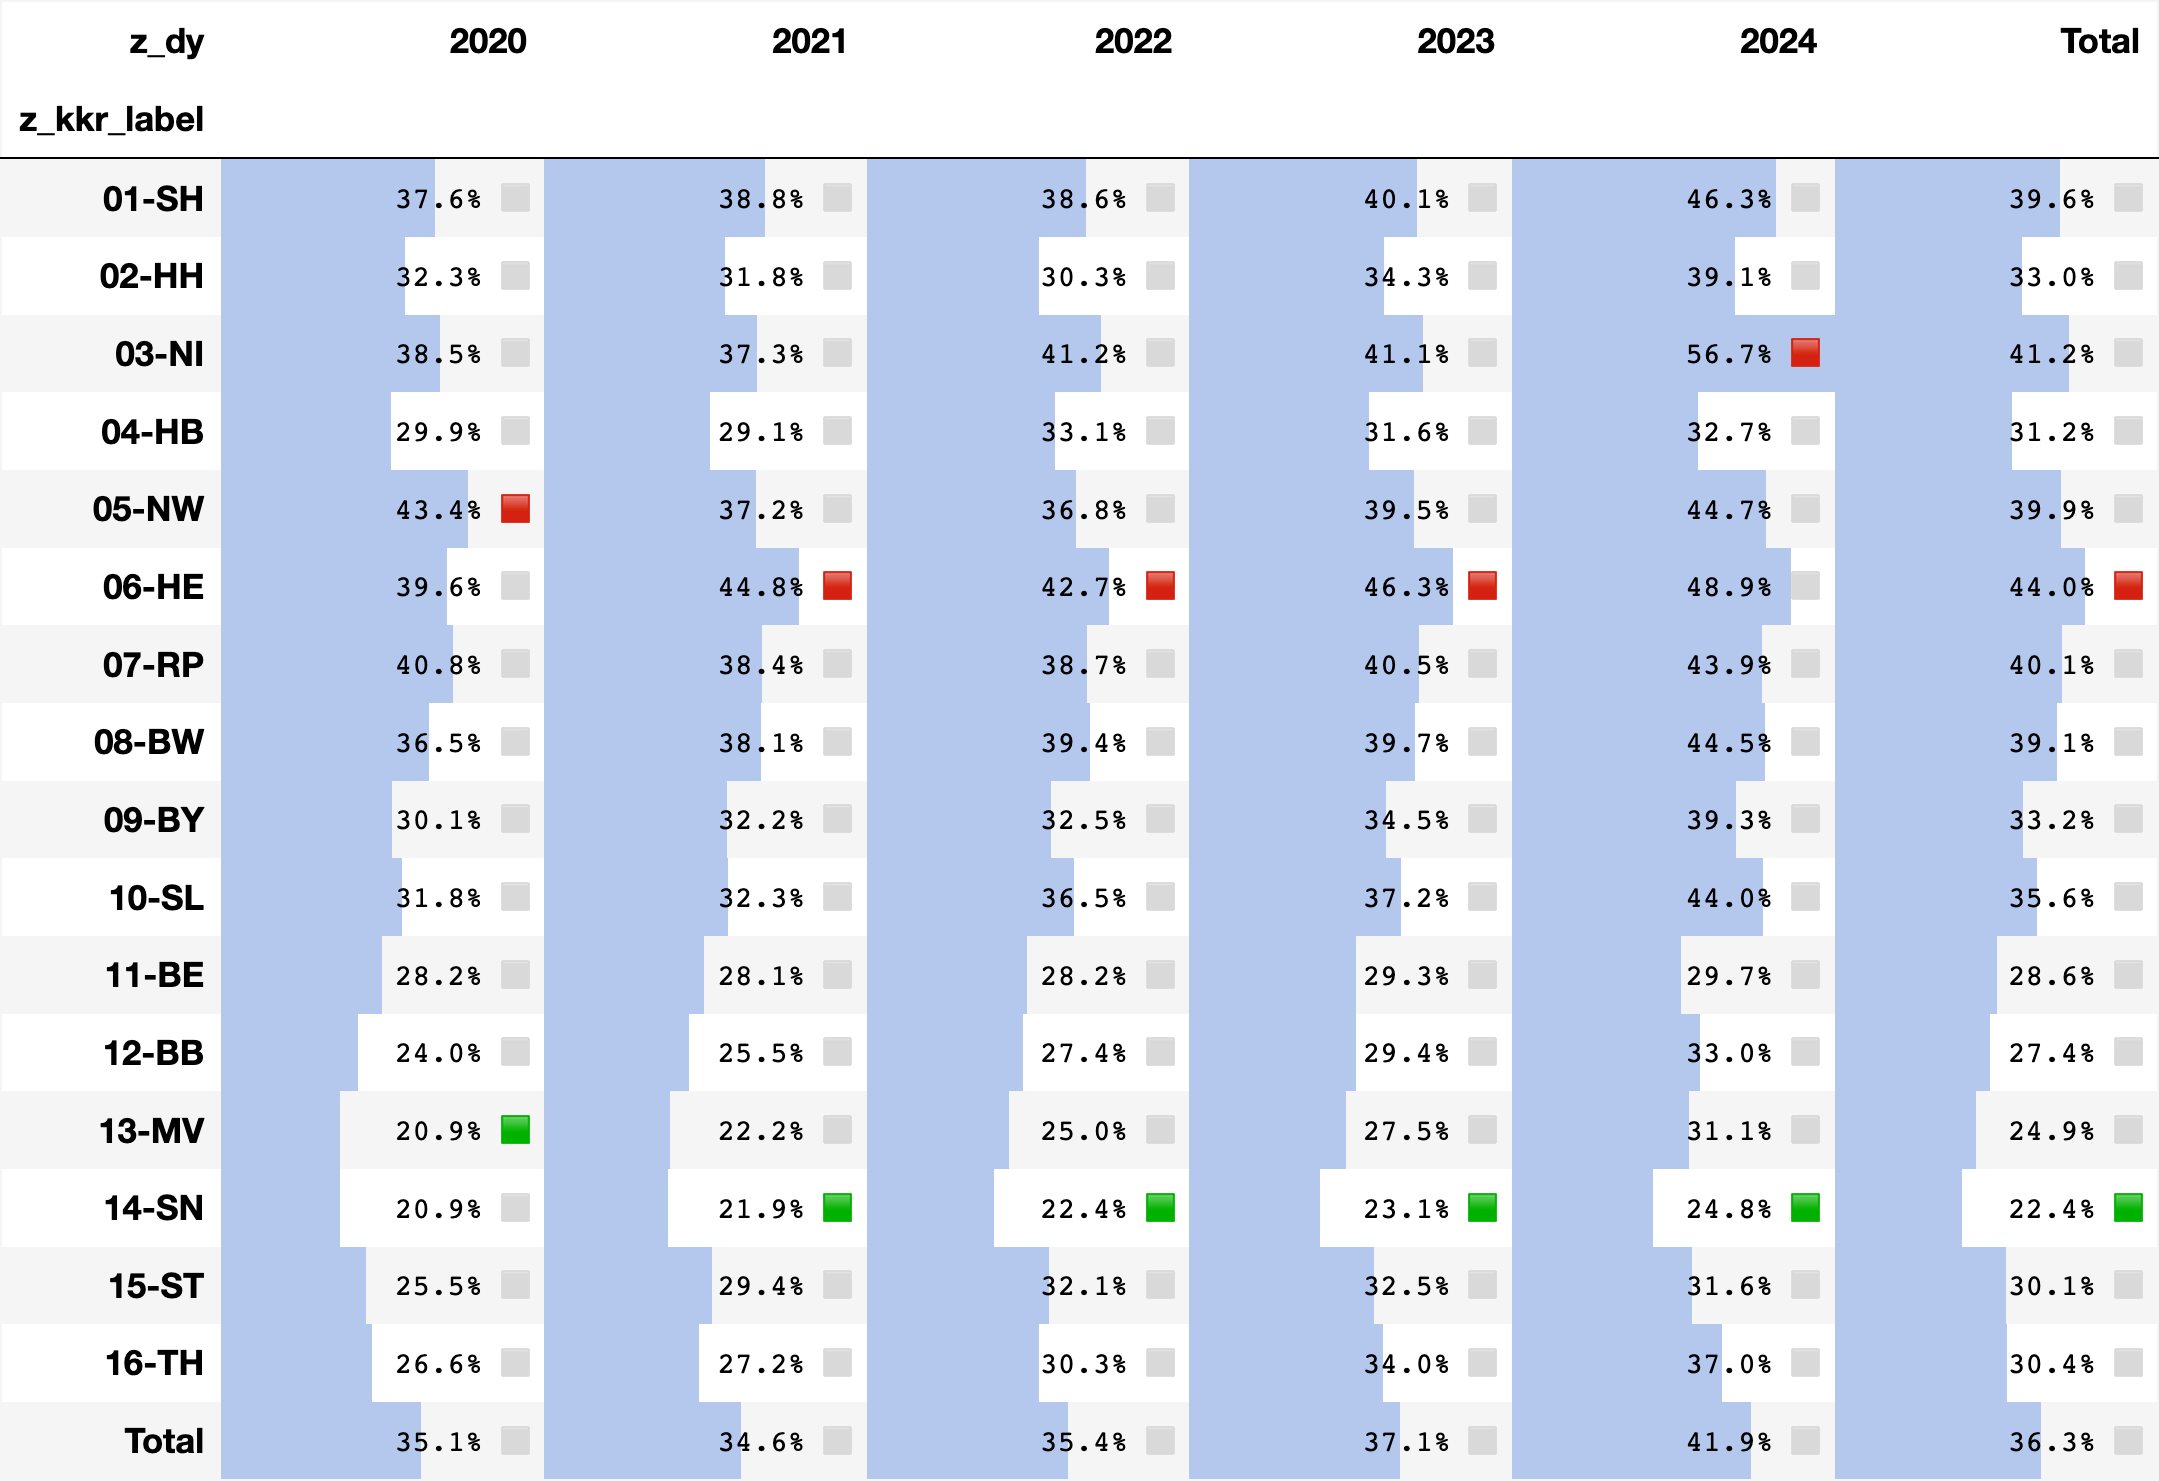 z_dy 2020 2021 2022 2023 2024 Total
z_kkr_label
01-SH 37.6% 38.8% 38.6% 40.1% 46.3% 39.6%
02-HH 32.3% 31.8% 30.3% 34.3% 39.1% 33.0%
03-NI 38.5% 37.3% 41.2% 41.1% 56.7% 41.2%
04-HB 29.9% 29.1% 33.1% 31.6% 32.7% 31.2%
05-NW 43.4% 37.2% 36.8% 39.5% 44.7% 39.9%
06-HE 39.6% 44.8% 42.7% 46.3% 48.9% 44.0%
07-RP 40.8% 38.4% 38.7% 40.5% 43.9% 40.1%
08-BW 36.5% 38.1% 39.4% 39.7% 44.5% 39.1%
09-BY 30.1% 32.2% 32.5% 34.5% 39.3% 33.2%
10-SL 31.8% 32.3% 36.5% 37.2% 44.0% 35.6%
11-BE 28.2% 28.1% 28.2% 29.3% 29.7% 28.6%
12-BB 24.0% 25.5% 27.4% 29.4% 33.0% 27.4%
13-MV 20.9% 22.2% 25.0% 27.5% 31.1% 24.9%
14-SN 20.9% 21.9% 22.4% 23.1% 24.8% 22.4%
15-ST 25.5% 29.4% 32.1% 32.5% 31.6% 30.1%
16-TH 26.6% 27.2% 30.3% 34.0% 37.0% 30.4%
Total 35.1% 34.6% 35.4% 37.1% 41.9% 36.3%